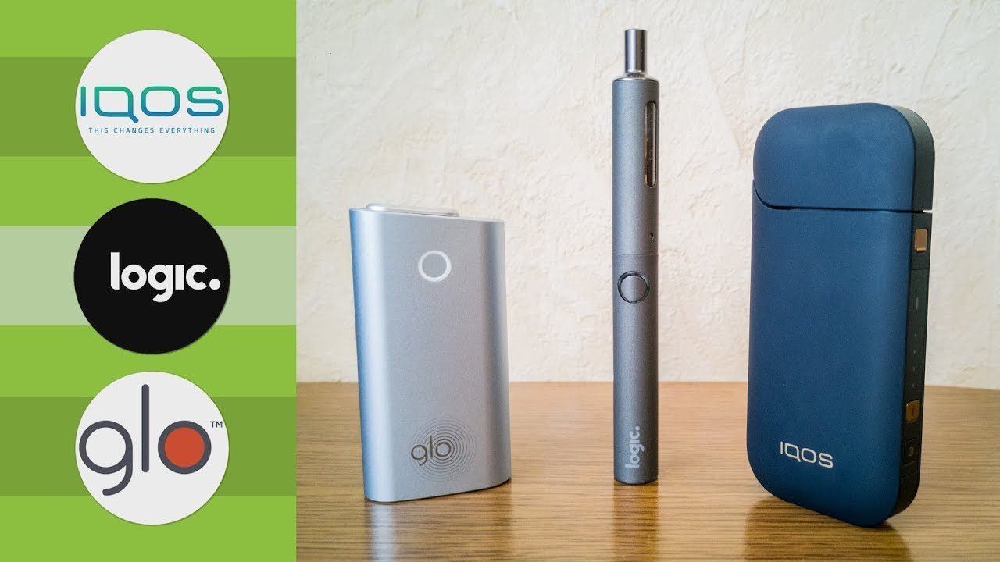 IQOS
THIS CHANGES EVERYTHING
logic.
glo™
glo
logic.
IQOS